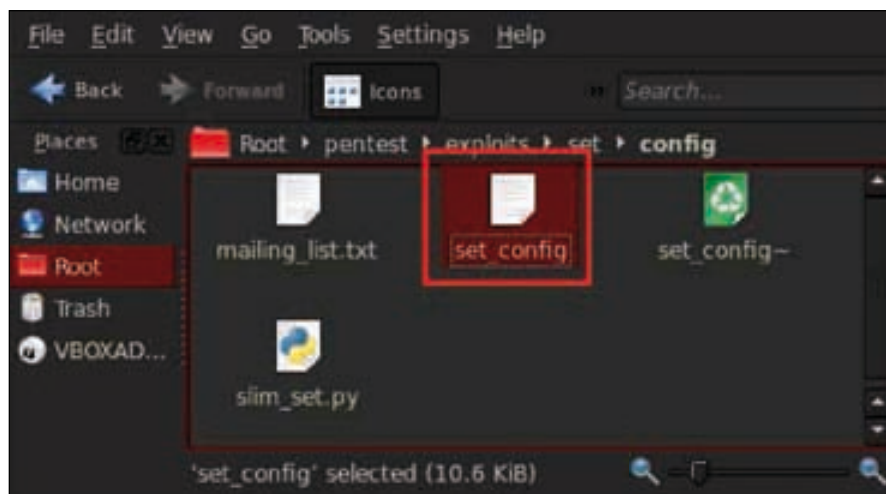 File Edit View Go Tools Settings Help
Back Forward Icons Search...
Places Root pentest exploits set config
Home
Network
Root
Trash
VBOXAD...
mailing_list.txt set_config set_config~
slim_set.py
'set_config' selected (10.6 KiB)